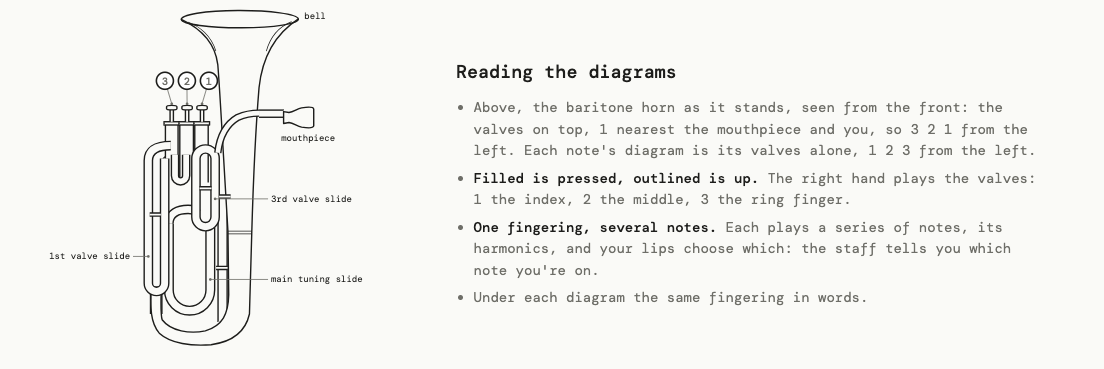 bell
3 2 1
mouthpiece
3rd valve slide
1st valve slide
main tuning slide
Reading the diagrams
• Above, the baritone horn as it stands, seen from the front: the
valves on top, 1 nearest the mouthpiece and you, so 3 2 1 from the
left. Each note's diagram is its valves alone, 1 2 3 from the left.
• Filled is pressed, outlined is up. The right hand plays the valves:
1 the index, 2 the middle, 3 the ring finger.
• One fingering, several notes. Each plays a series of notes, its
harmonics, and your lips choose which: the staff tells you which
note you're on.
• Under each diagram the same fingering in words.